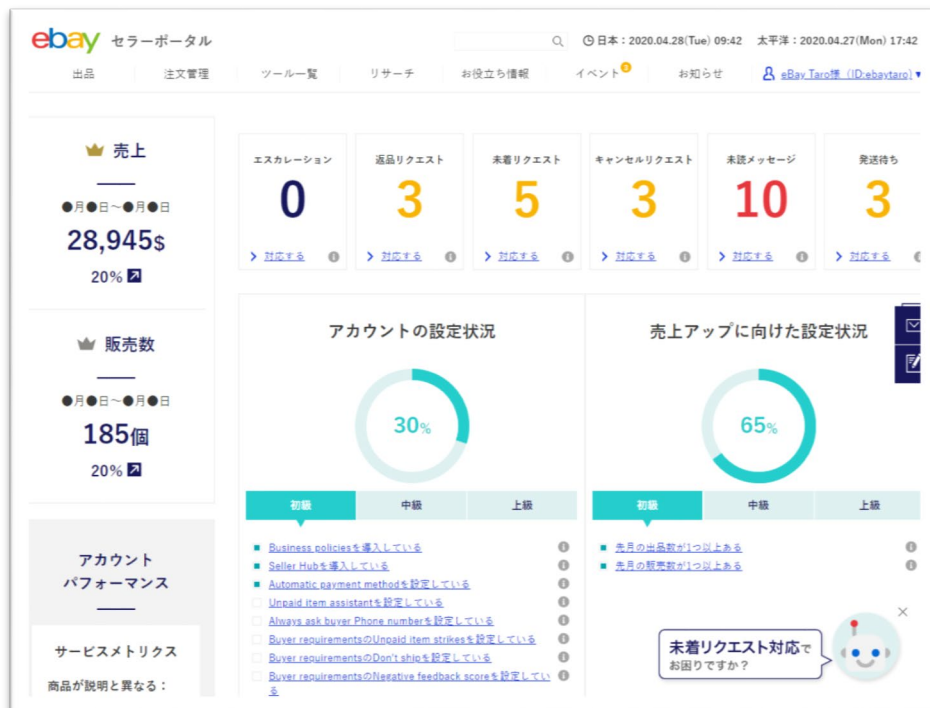 ebay セラーポータル
日本：2020.04.28(Tue) 09:42 太平洋：2020.04.27(Mon) 17:42
出品 注文管理 ツール一覧 リサーチ お役立ち情報 イベント お知らせ eBay Taro様 (ID:ebaytaro)
売上
●月●日～●月●日
28,945$
20%
販売数
●月●日～●月●日
185個
20%
アカウント
パフォーマンス
サービスメトリクス
商品が説明と異なる：
エスカレーション
0
対応する
返品リクエスト
3
対応する
未着リクエスト
5
対応する
キャンセルリクエスト
3
対応する
未読メッセージ
10
対応する
発送待ち
3
対応する
アカウントの設定状況
30%
初級 中級 上級
Business policiesを導入している
Seller Hubを導入している
Automatic payment methodを設定している
Unpaid item assistantを設定している
Always ask buyer Phone numberを設定している
Buyer requirementsのUnpaid item strikesを設定している
Buyer requirementsのDon't shipを設定している
Buyer requirementsのNegative feedback scoreを設定してい
る
売上アップに向けた設定状況
65%
初級 中級 上級
先月の出品数が1つ以上ある
先月の販売数が1つ以上ある
未着リクエスト対応で
お困りですか？